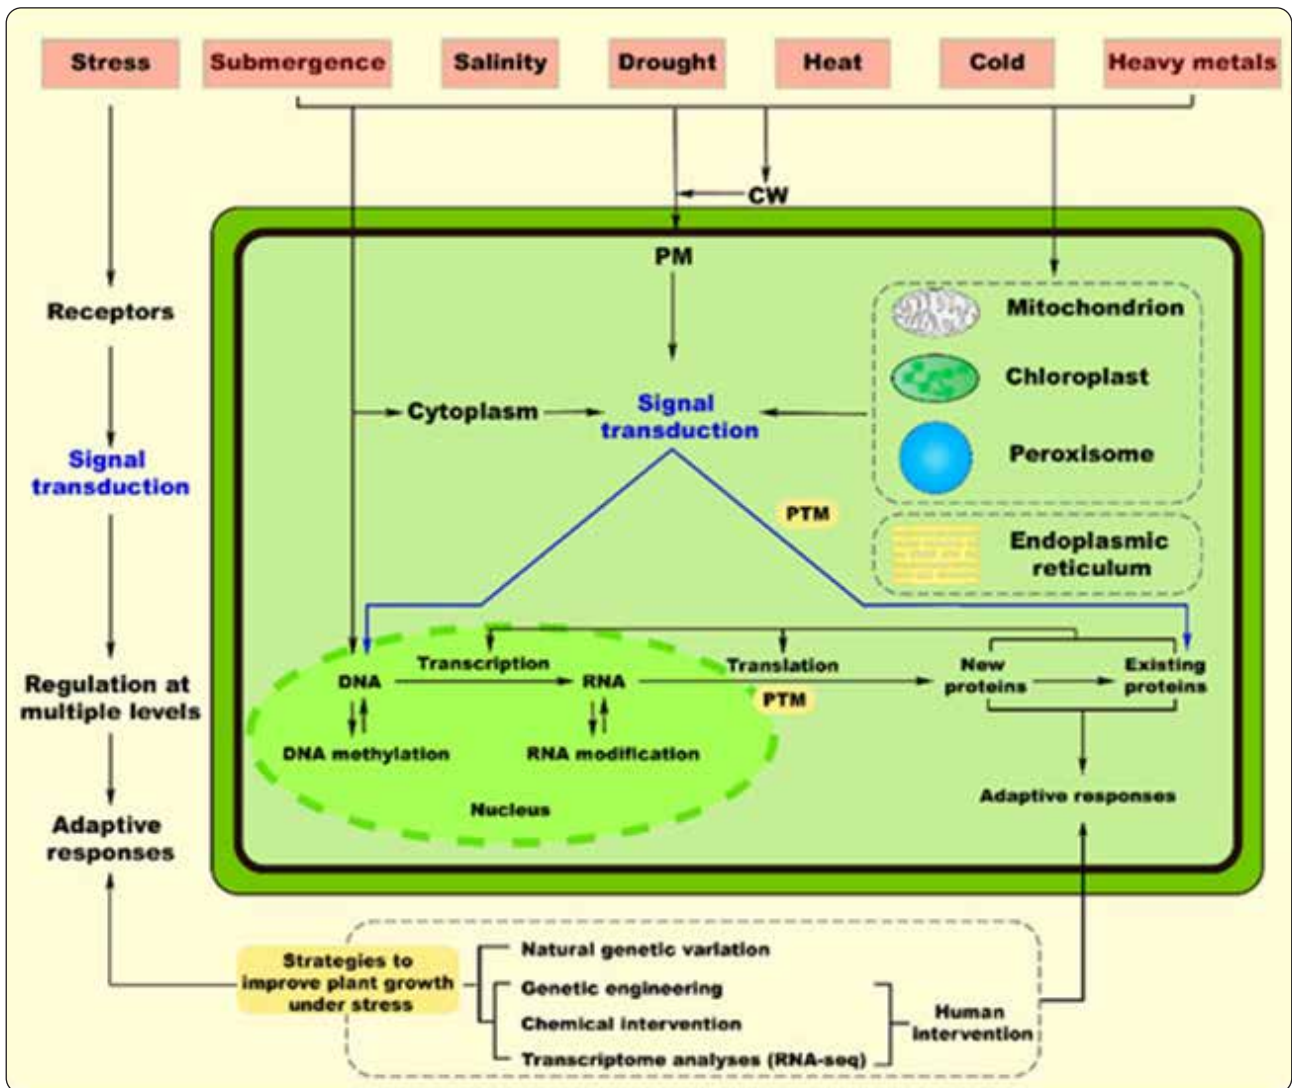 Stress
Submergence
Salinity
Drought
Heat
Cold
Heavy metals
CW
PM
Receptors
Mitochondrion
Chloroplast
Cytoplasm
Signal
transduction
Peroxisome
Signal
transduction
PTM
Endoplasmic
reticulum
Transcription
Translation
DNA
RNA
New
proteins
Existing
proteins
PTM
Regulation at
multiple levels
DNA methylation
RNA modification
Nucleus
Adaptive responses
Adaptive
responses
Strategies to
improve plant growth
under stress
Natural genetic variation
Genetic engineering
Chemical intervention
Transcriptome analyses (RNA-seq)
Human
intervention